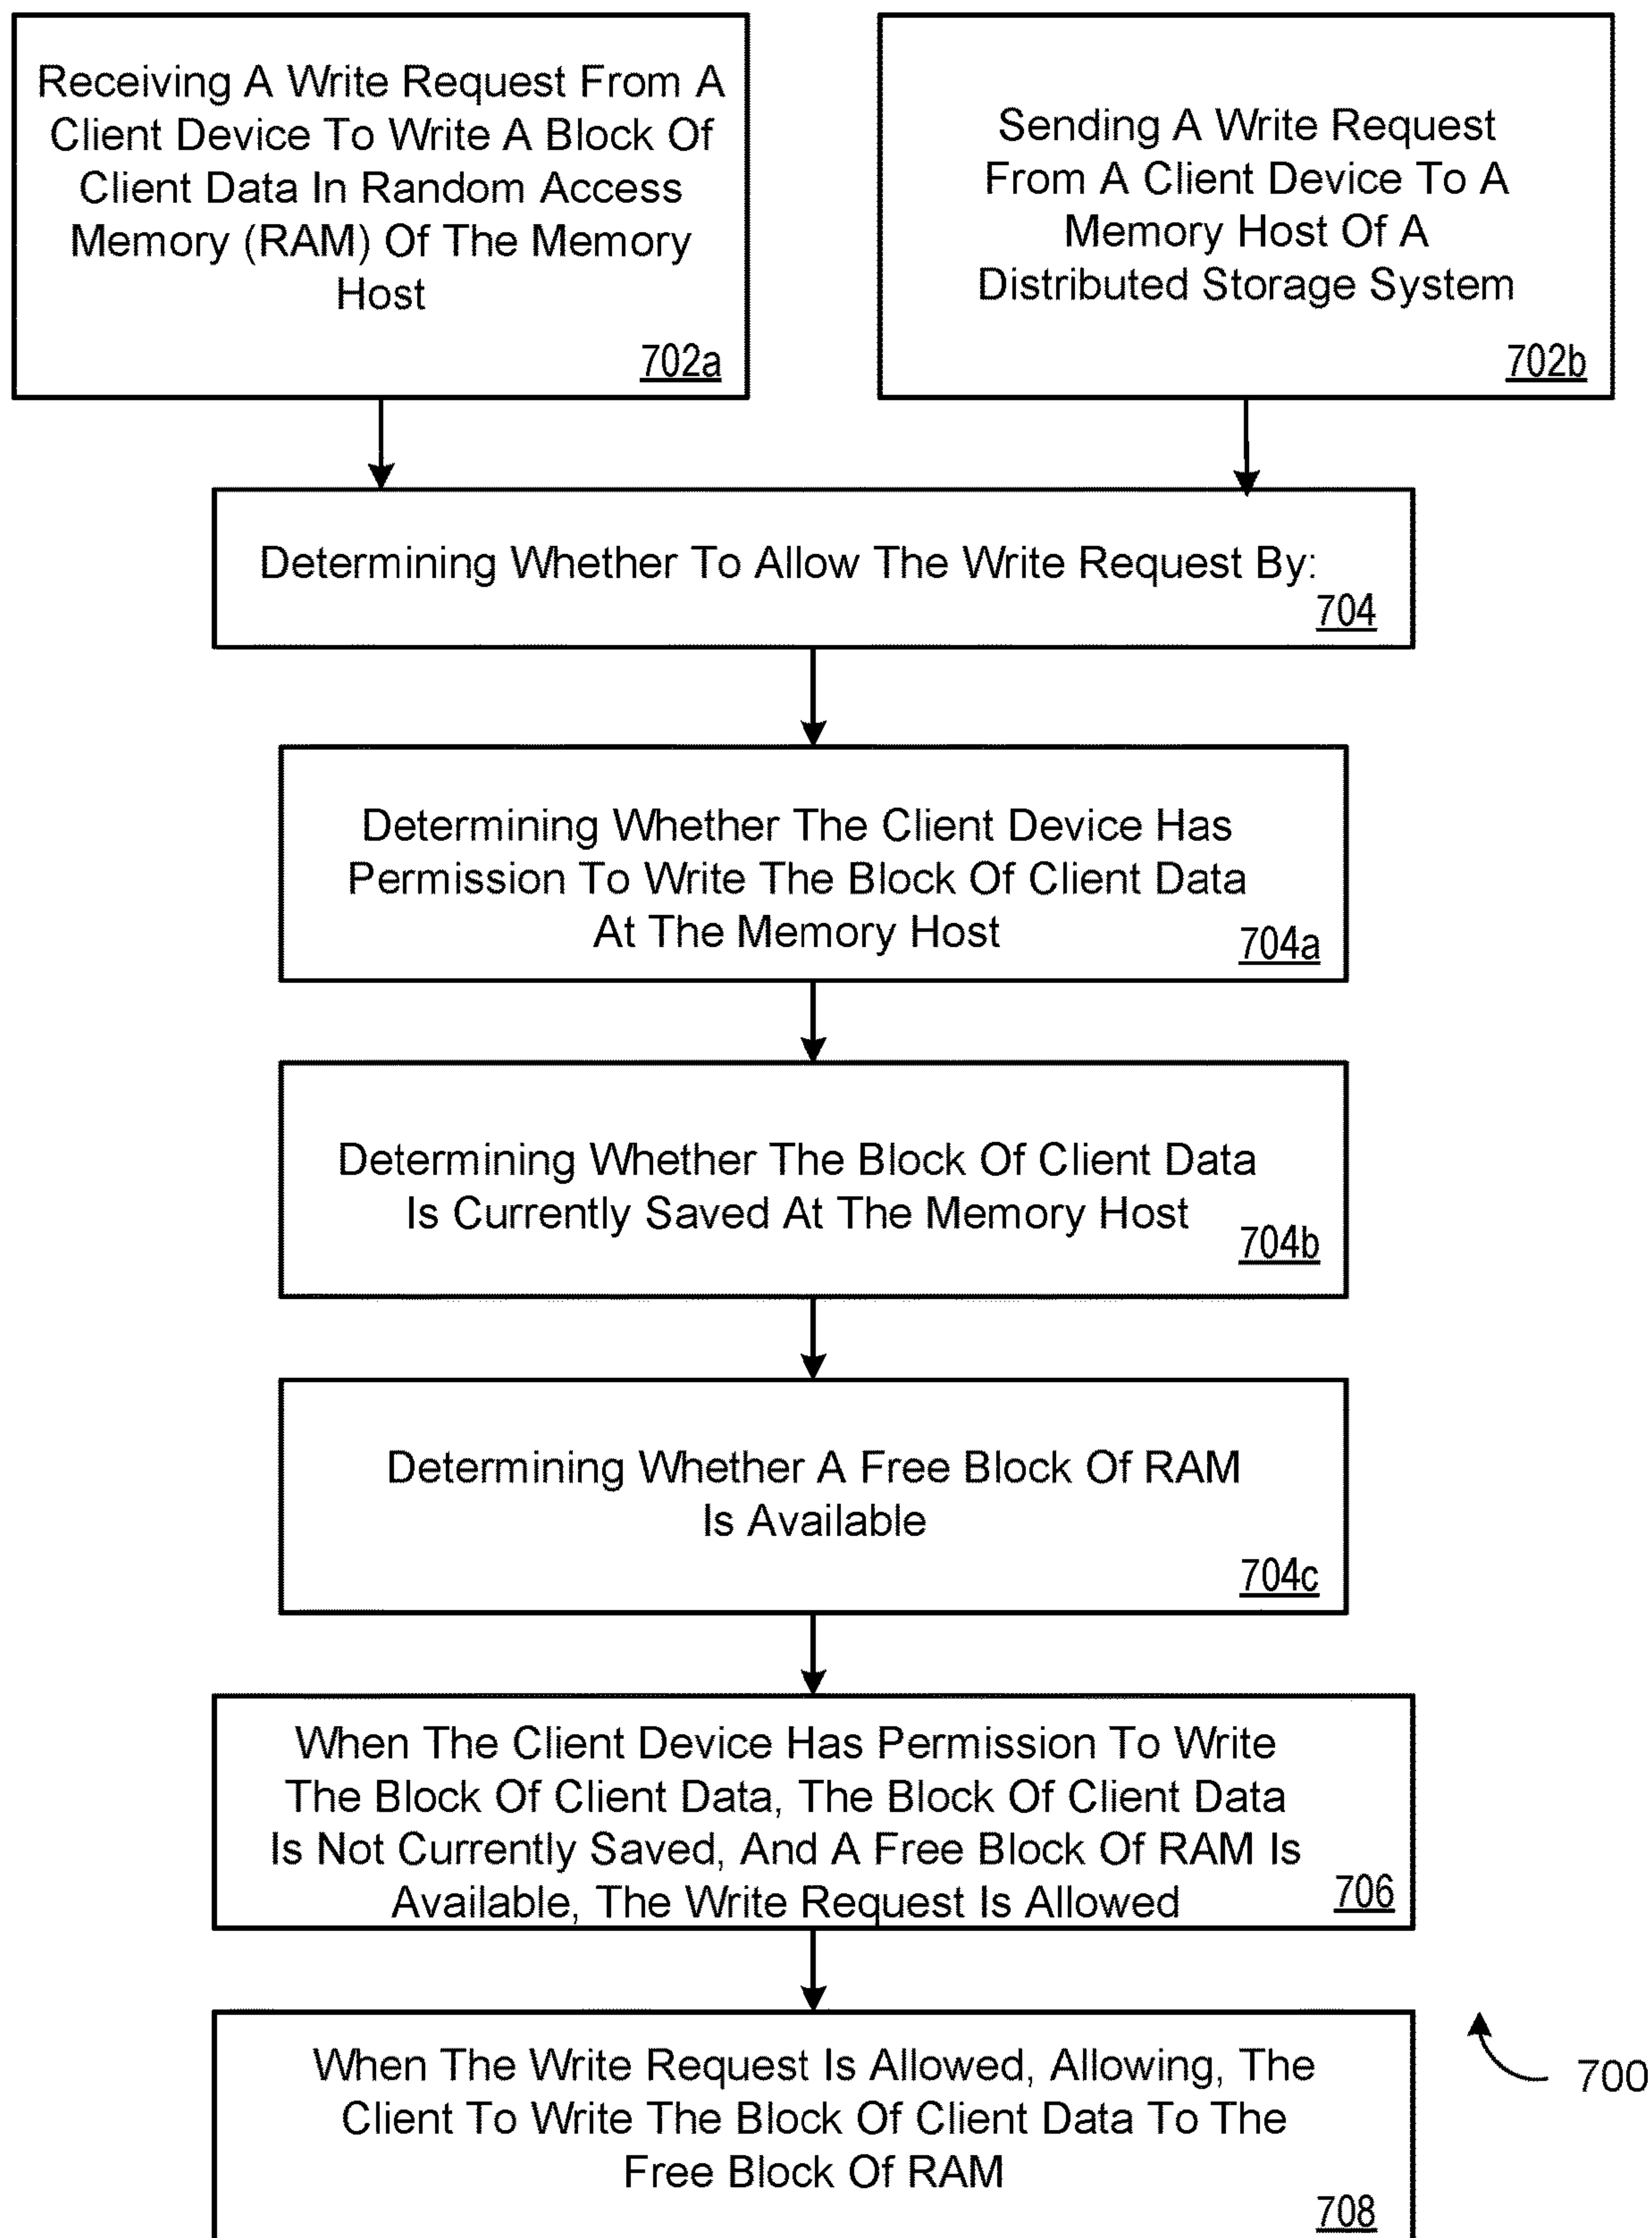 Receiving A Write Request From A
Client Device To Write A Block Of
Client Data In Random Access
Memory (RAM) Of The Memory
Host
702a
Sending A Write Request
From A Client Device To A
Memory Host Of A
Distributed Storage System
702b
Determining Whether To Allow The Write Request By:
704
Determining Whether The Client Device Has
Permission To Write The Block Of Client Data
At The Memory Host
704a
Determining Whether The Block Of Client Data
Is Currently Saved At The Memory Host
704b
Determining Whether A Free Block Of RAM
Is Available
704c
When The Client Device Has Permission To Write
The Block Of Client Data, The Block Of Client Data
Is Not Currently Saved, And A Free Block Of RAM Is
Available, The Write Request Is Allowed
706
When The Write Request Is Allowed, Allowing, The
Client To Write The Block Of Client Data To The
Free Block Of RAM
708
700